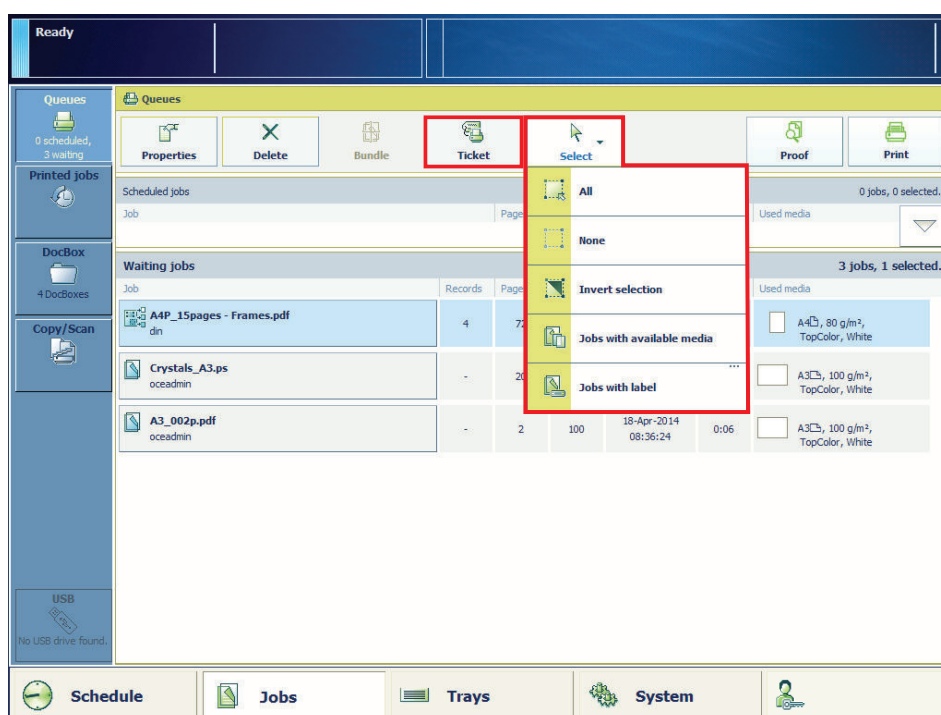 Ready
Queues
0 scheduled,
3 waiting
Printed jobs
DocBox
4 DocBoxes
Copy/Scan
USB
No USB drive found.
Queues
Properties
Delete
Bundle
Ticket
Select
Proof
Print
All
None
Invert selection
Jobs with available media
...
Jobs with label
Scheduled jobs
0 jobs, 0 selected.
Job
Page
Used media
Waiting jobs
3 jobs, 1 selected.
Job
Records
Page
Used media
A4P_15pages - Frames.pdf
din
4
72
A4, 80 g/m²,
TopColor, White
Crystals_A3.ps
oceadmin
-
20
A3, 100 g/m²,
TopColor, White
A3_002p.pdf
oceadmin
-
2
100
18-Apr-2014
08:36:24
0:06
A3, 100 g/m²,
TopColor, White
Schedule
Jobs
Trays
System